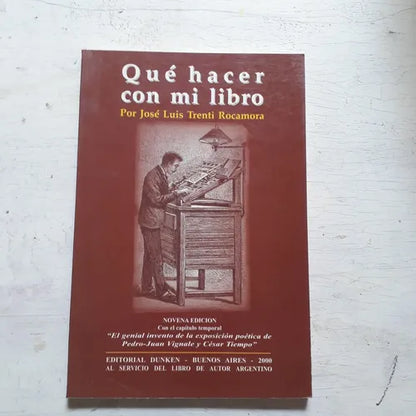 Qué hacer
con mi libro
Por José Luis Trenti Rocamora
NOVENA EDICION
Con el capítulo temporal
"El genial invento de la exposición poética de
Pedro-Juan Vignale y César Tiempo"
EDITORIAL DUNKEN - BUENOS AIRES - 2000
AL SERVICIO DEL LIBRO DE AUTOR ARGENTINO